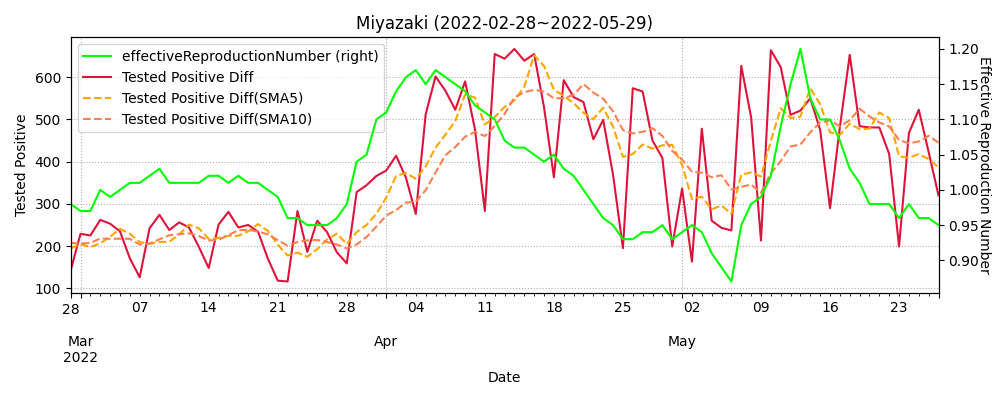 Miyazaki (2022-02-28~2022-05-29)
effectiveReproductionNumber (right)
Tested Positive Diff
Tested Positive Diff(SMA5)
Tested Positive Diff(SMA10)
Tested Positive
600
500
400
300
200
100
1.20
1.15
1.10
1.05
1.00
0.95
0.90
Effective Reproduction Number
28 07 14 21 28 04 11 18 25 02 09 16 23
Mar Apr May
2022
Date